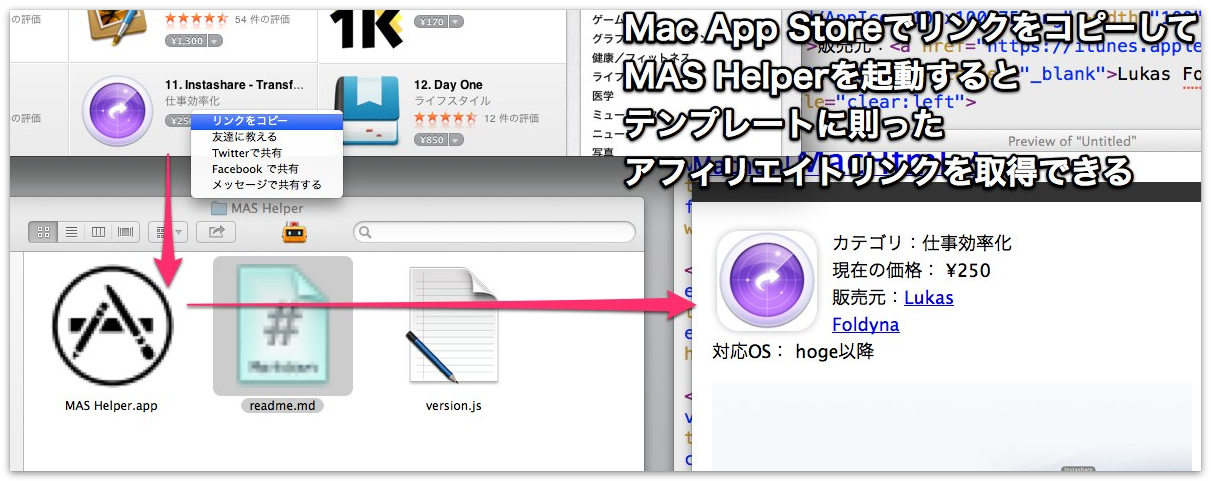 の評価
54 件の評価
¥1,300
1K
¥170
ゲーム
グラフ
健康/フィットネス
ライフ
医学
ミュー
ニュー
写真
Mac App Storeでリンクをコピーして
MAS Helperを起動すると
テンプレートに則った
アフィリエイトリンクを取得できる
>販売元：<a href="https://itunes.apple
"_blank">Lukas Fo
le="clear:left">
Preview of “Untitled”
11. Instashare - Transf...
仕事効率化
¥250
の評価
12. Day One
ライフスタイル
12 件の評価
¥850
リンクをコピー
友達に教える
Twitterで共有
Facebook で共有
メッセージで共有する
MAS Helper
MAS Helper.app
#
Markdown
readme.md
version.js
カテゴリ：仕事効率化
現在の価格： ¥250
販売元：Lukas
Foldyna
対応OS： hoge以降
Instashare